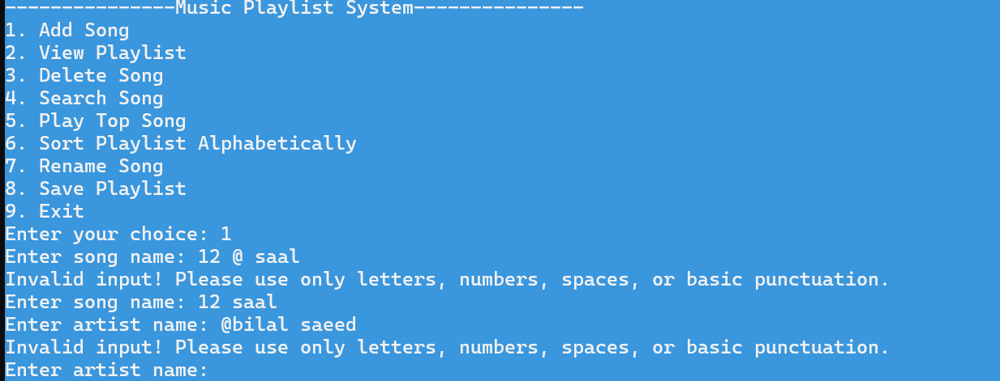 ---------------Music Playlist System---------------
1. Add Song
2. View Playlist
3. Delete Song
4. Search Song
5. Play Top Song
6. Sort Playlist Alphabetically
7. Rename Song
8. Save Playlist
9. Exit
Enter your choice: 1
Enter song name: 12 @ saal
Invalid input! Please use only letters, numbers, spaces, or basic punctuation.
Enter song name: 12 saal
Enter artist name: @bilal saeed
Invalid input! Please use only letters, numbers, spaces, or basic punctuation.
Enter artist name: